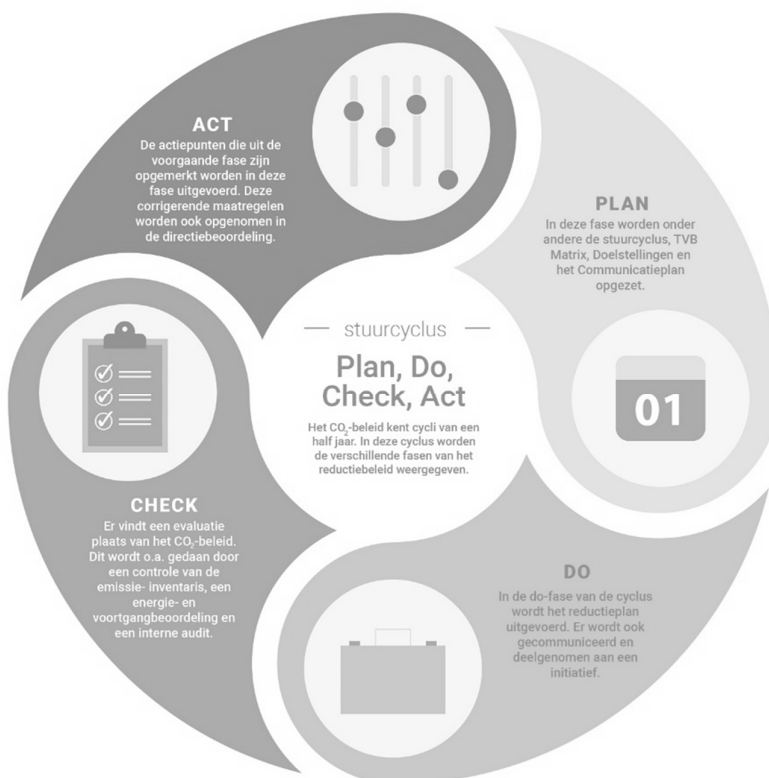 stuurcyclus
Plan, Do,
Check, Act
Het CO₂-beleid kent cycli van een
half jaar. In deze cyclus worden
de verschillende fasen van het
reductiebeleid weergegeven.
PLAN
In deze fase worden onder
andere de stuurcyclus, TVB
Matrix, Doelstellingen en
het Communicatieplan
opgezet.
01
DO
In de do-fase van de cyclus
wordt het reductieplan
uitgevoerd. Er wordt ook
gecommuniceerd en
deelgenomen aan een
initiatief.
CHECK
Er vindt een evaluatie
plaats van het CO₂-beleid.
Dit wordt o.a. gedaan door
een controle van de
emissie- inventaris, een
energie- en
voortgangbeoordeling en
een interne audit.
ACT
De actiepunten die uit de
voorgaande fase zijn
opgemerkt worden in deze
fase uitgevoerd. Deze
corrigerende maatregelen
worden ook opgenomen in
de directiebeoordeling.